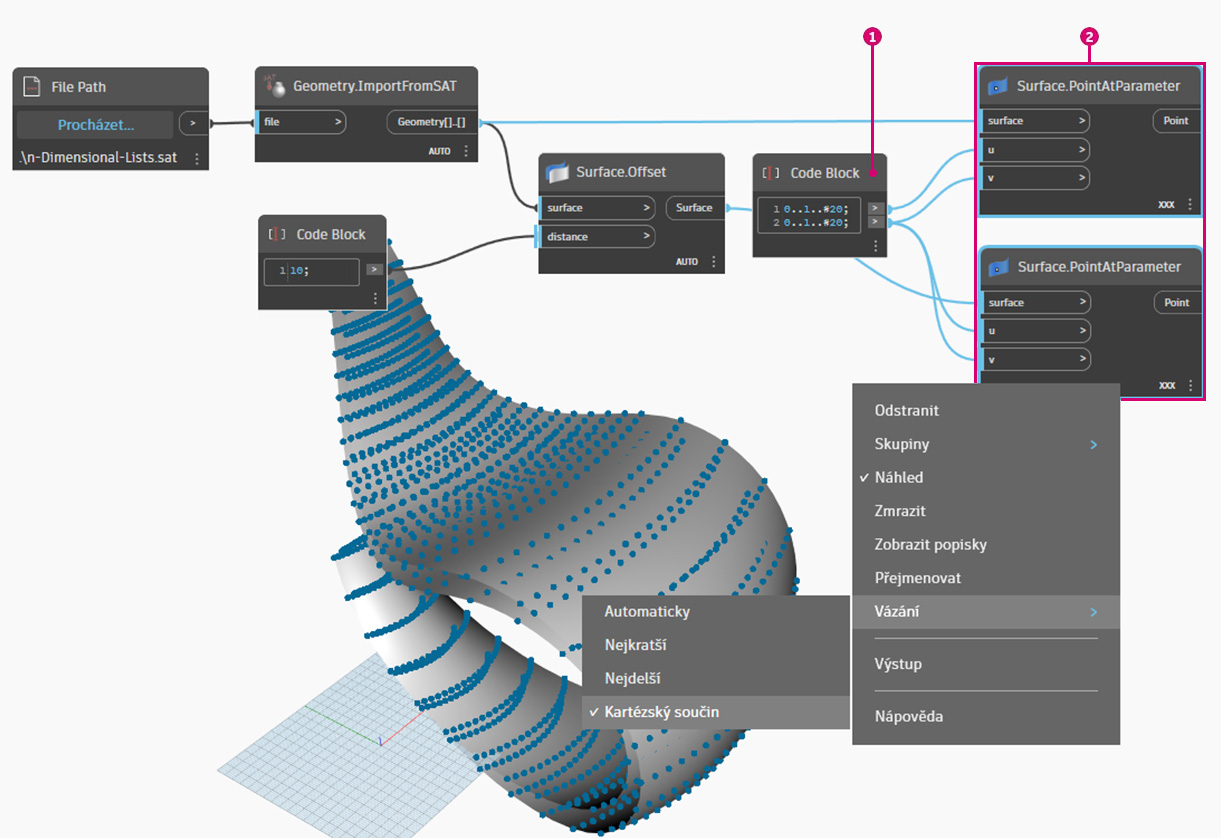 1
2
File Path
Procházet...
>
.\n-Dimensional-Lists.sat
SAT
Geometry.ImportFromSAT
file >
Geometry[]..[]
AUTO
Code Block
1 10;
>
Surface.Offset
surface >
Surface
distance >
AUTO
Code Block
1 0..1..#20;
>
2 0..1..#20;
>
Surface.PointAtParameter
surface >
Point
u >
v >
XXX
Surface.PointAtParameter
surface >
Point
u >
v >
XXX
Odstranit
Skupiny >
✓ Náhled
Zmrazit
Zobrazit popisky
Přejmenovat
Vázání >
Výstup
Nápověda
Automaticky
Nejkratší
Nejdelší
✓ Kartézský součin